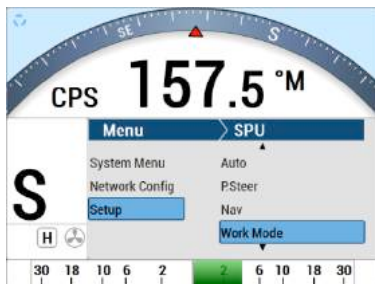 SE S
CPS 157.5 °M
Menu SPU
System Menu Auto
Network Config P.Steer
S Setup Nav
H Work Mode
30 18 10 6 2 2 6 10 18 30